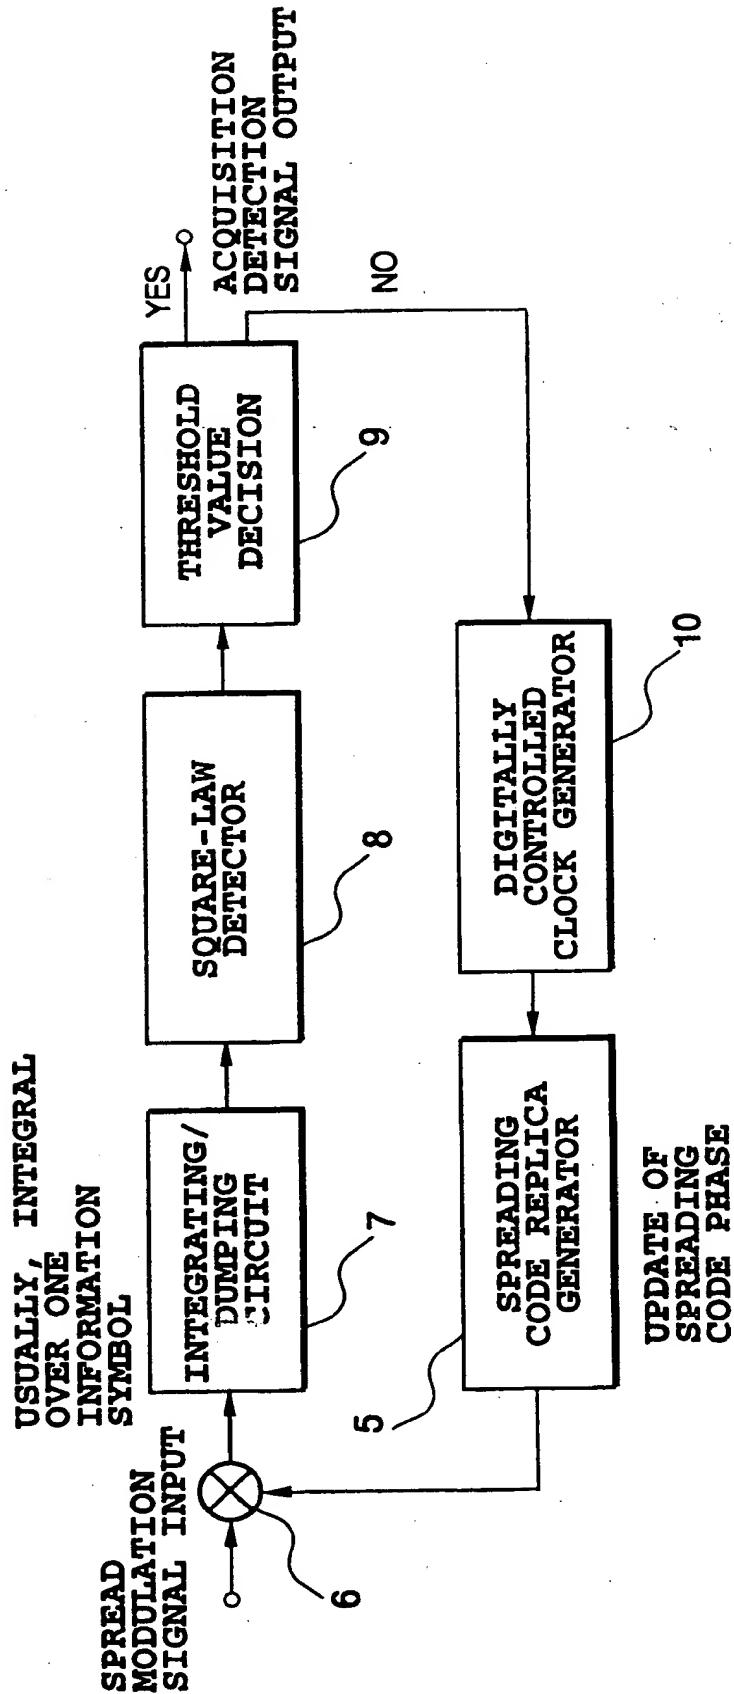 SPREAD
MODULATION
SIGNAL INPUT
6
USUALLY, INTEGRAL
OVER ONE
INFORMATION
SYMBOL
INTEGRATING/
DUMPING
CIRCUIT
7
SQUARE-LAW
DETECTOR
8
THRESHOLD
VALUE
DECISION
9
YES
ACQUISITION
DETECTION
SIGNAL OUTPUT
NO
DIGITALLY
CONTROLLED
CLOCK GENERATOR
10
SPREADING
CODE REPLICA
GENERATOR
5
UPDATE OF
SPREADING
CODE PHASE